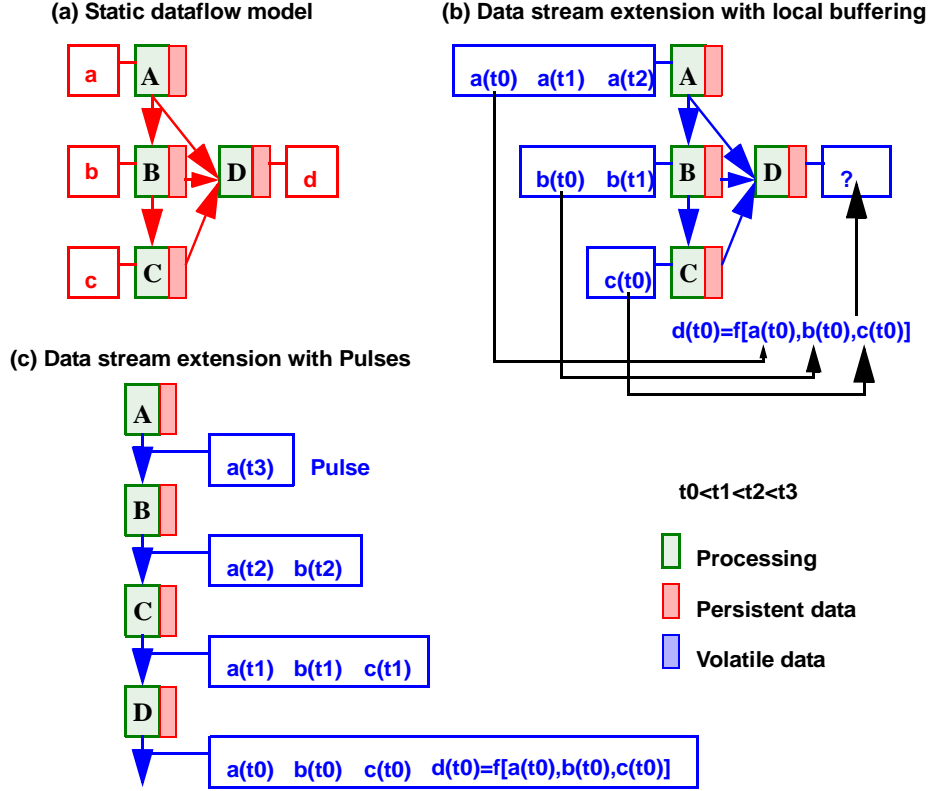 (a) Static dataflow model
a
A
b
B
D
d
c
C
(b) Data stream extension with local buffering
a(t0) a(t1) a(t2)
A
b(t0) b(t1)
B
D
?
c(t0)
C
d(t0)=f[a(t0),b(t0),c(t0)]
(c) Data stream extension with Pulses
A
a(t3)
Pulse
B
a(t2) b(t2)
C
a(t1) b(t1) c(t1)
D
a(t0) b(t0) c(t0) d(t0)=f[a(t0),b(t0),c(t0)]
t0<t1<t2<t3
Processing
Persistent data
Volatile data